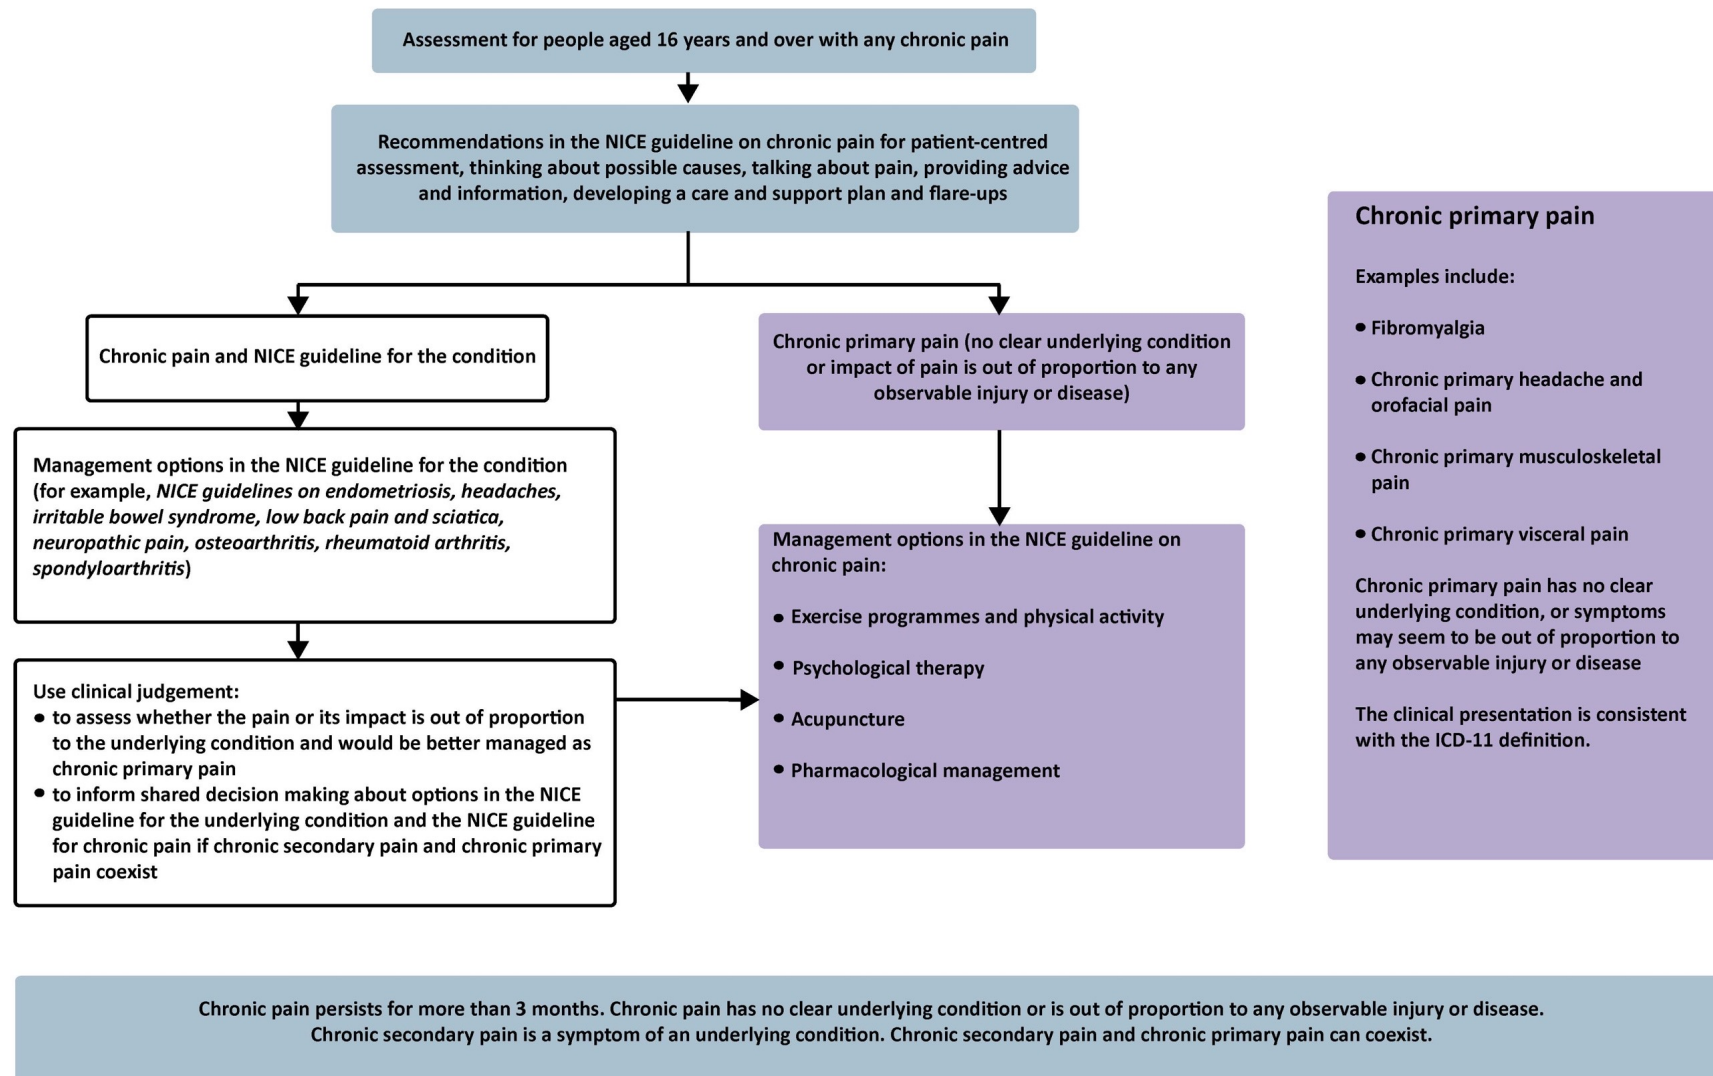 Assessment for people aged 16 years and over with any chronic pain
Recommendations in the NICE guideline on chronic pain for patient-centred
assessment, thinking about possible causes, talking about pain, providing advice
and information, developing a care and support plan and flare-ups
Chronic pain and NICE guideline for the condition
Management options in the NICE guideline for the condition
(for example, NICE guidelines on endometriosis, headaches,
irritable bowel syndrome, low back pain and sciatica,
neuropathic pain, osteoarthritis, rheumatoid arthritis,
spondyloarthritis)
Use clinical judgement:
• to assess whether the pain or its impact is out of proportion
to the underlying condition and would be better managed as
chronic primary pain
• to inform shared decision making about options in the NICE
guideline for the underlying condition and the NICE guideline
for chronic pain if chronic secondary pain and chronic primary
pain coexist
Chronic primary pain (no clear underlying condition
or impact of pain is out of proportion to any
observable injury or disease)
Management options in the NICE guideline on
chronic pain:
• Exercise programmes and physical activity
• Psychological therapy
• Acupuncture
• Pharmacological management
Chronic primary pain
Examples include:
• Fibromyalgia
• Chronic primary headache and
orofacial pain
• Chronic primary musculoskeletal
pain
• Chronic primary visceral pain
Chronic primary pain has no clear
underlying condition, or symptoms
may seem to be out of proportion to
any observable injury or disease
The clinical presentation is consistent
with the ICD-11 definition.
Chronic pain persists for more than 3 months. Chronic pain has no clear underlying condition or is out of proportion to any observable injury or disease.
Chronic secondary pain is a symptom of an underlying condition. Chronic secondary pain and chronic primary pain can coexist.